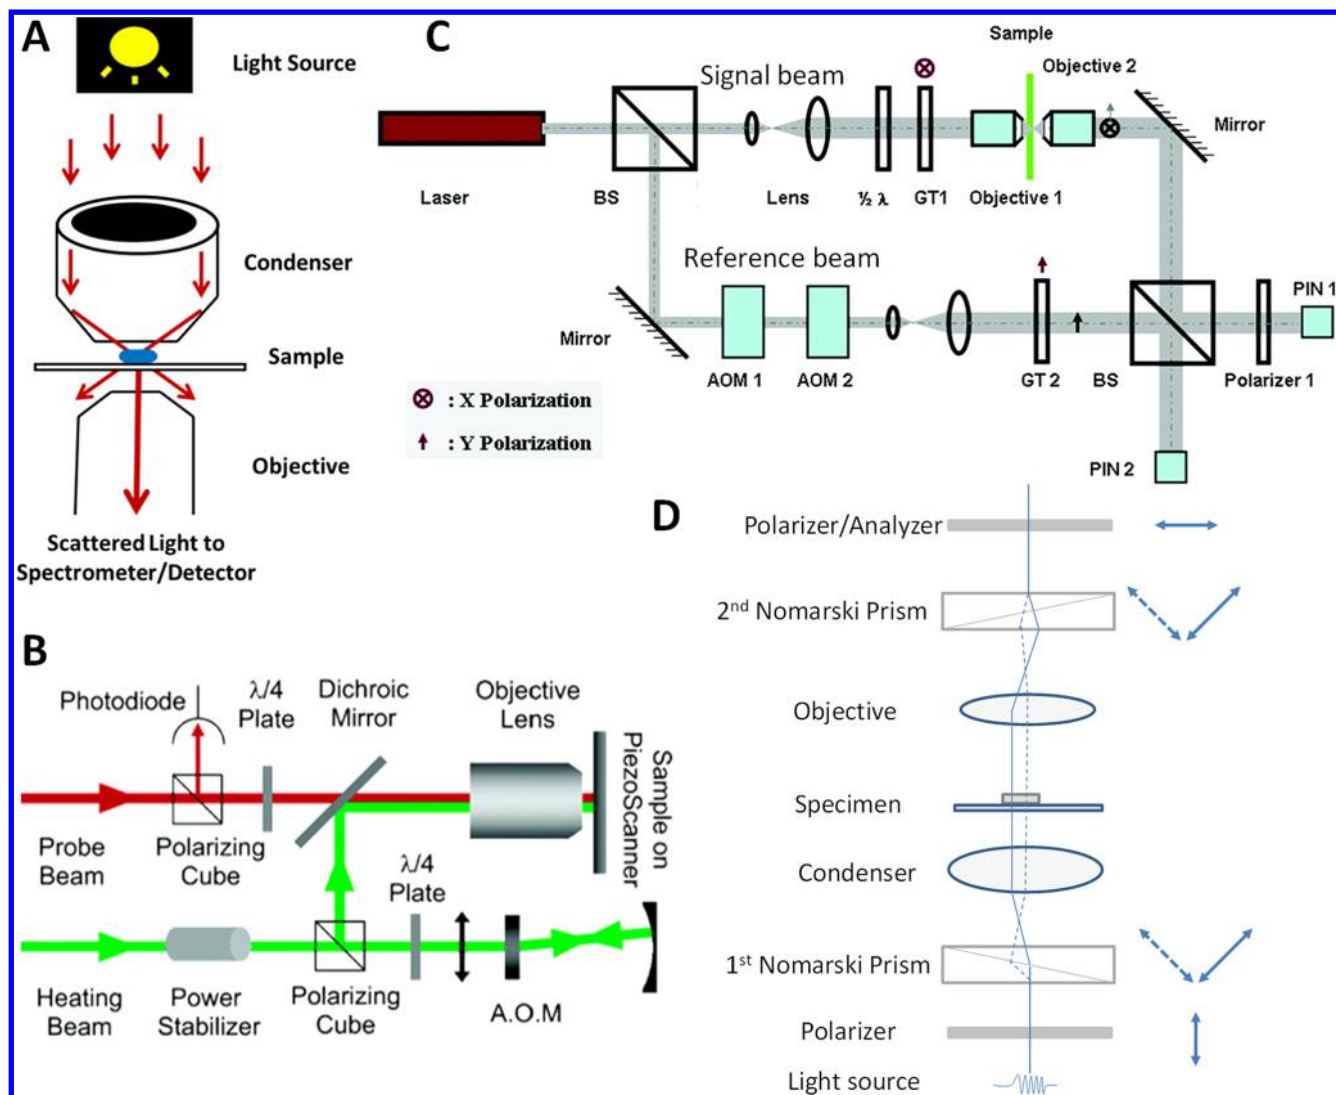 A
Light Source
Condenser
Sample
Objective
Scattered Light to
Spectrometer/Detector
B
Photodiode
λ/4
Plate
Dichroic
Mirror
Objective
Lens
Sample on
PiezoScanner
Probe
Beam
Polarizing
Cube
λ/4
Plate
Heating
Beam
Power
Stabilizer
Polarizing
Cube
A.O.M
C
Sample
Signal beam
Objective 2
Mirror
Laser
BS
Lens
½ λ
GT1
Objective 1
Reference beam
Mirror
AOM 1
AOM 2
GT 2
BS
Polarizer 1
PIN 1
PIN 2
: X Polarization
: Y Polarization
D
Polarizer/Analyzer
2nd Nomarski Prism
Objective
Specimen
Condenser
1st Nomarski Prism
Polarizer
Light source